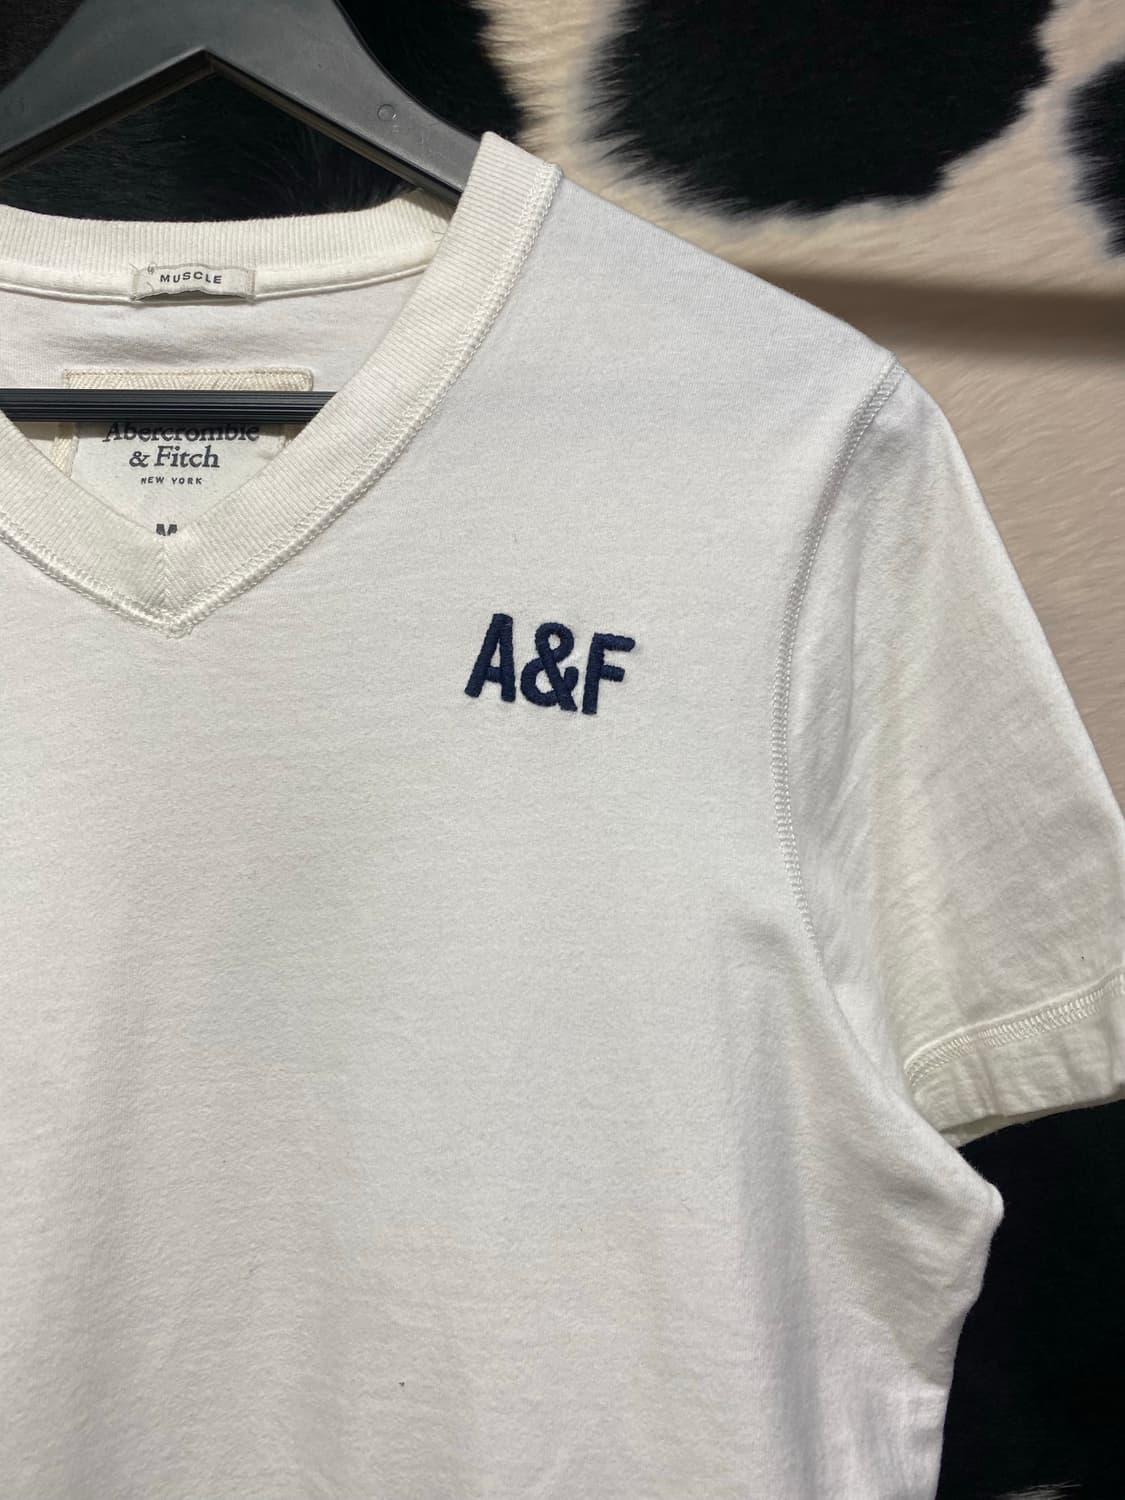 MUSCLE
Abercrombie
& Fitch
NEW YORK
M
A&F